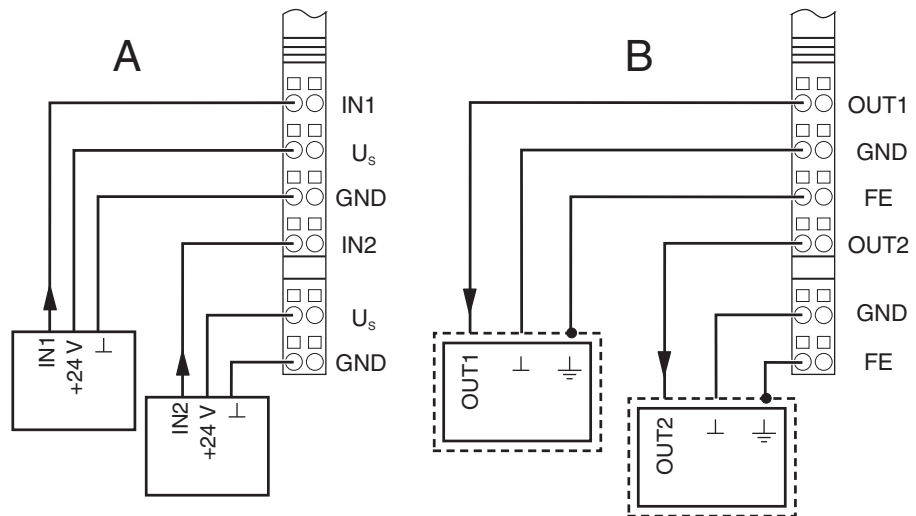 A
IN1
Us
GND
IN2
Us
GND
IN1
+24 V
IN2
+24 V
B
OUT1
GND
FE
OUT2
GND
FE
OUT1
OUT2